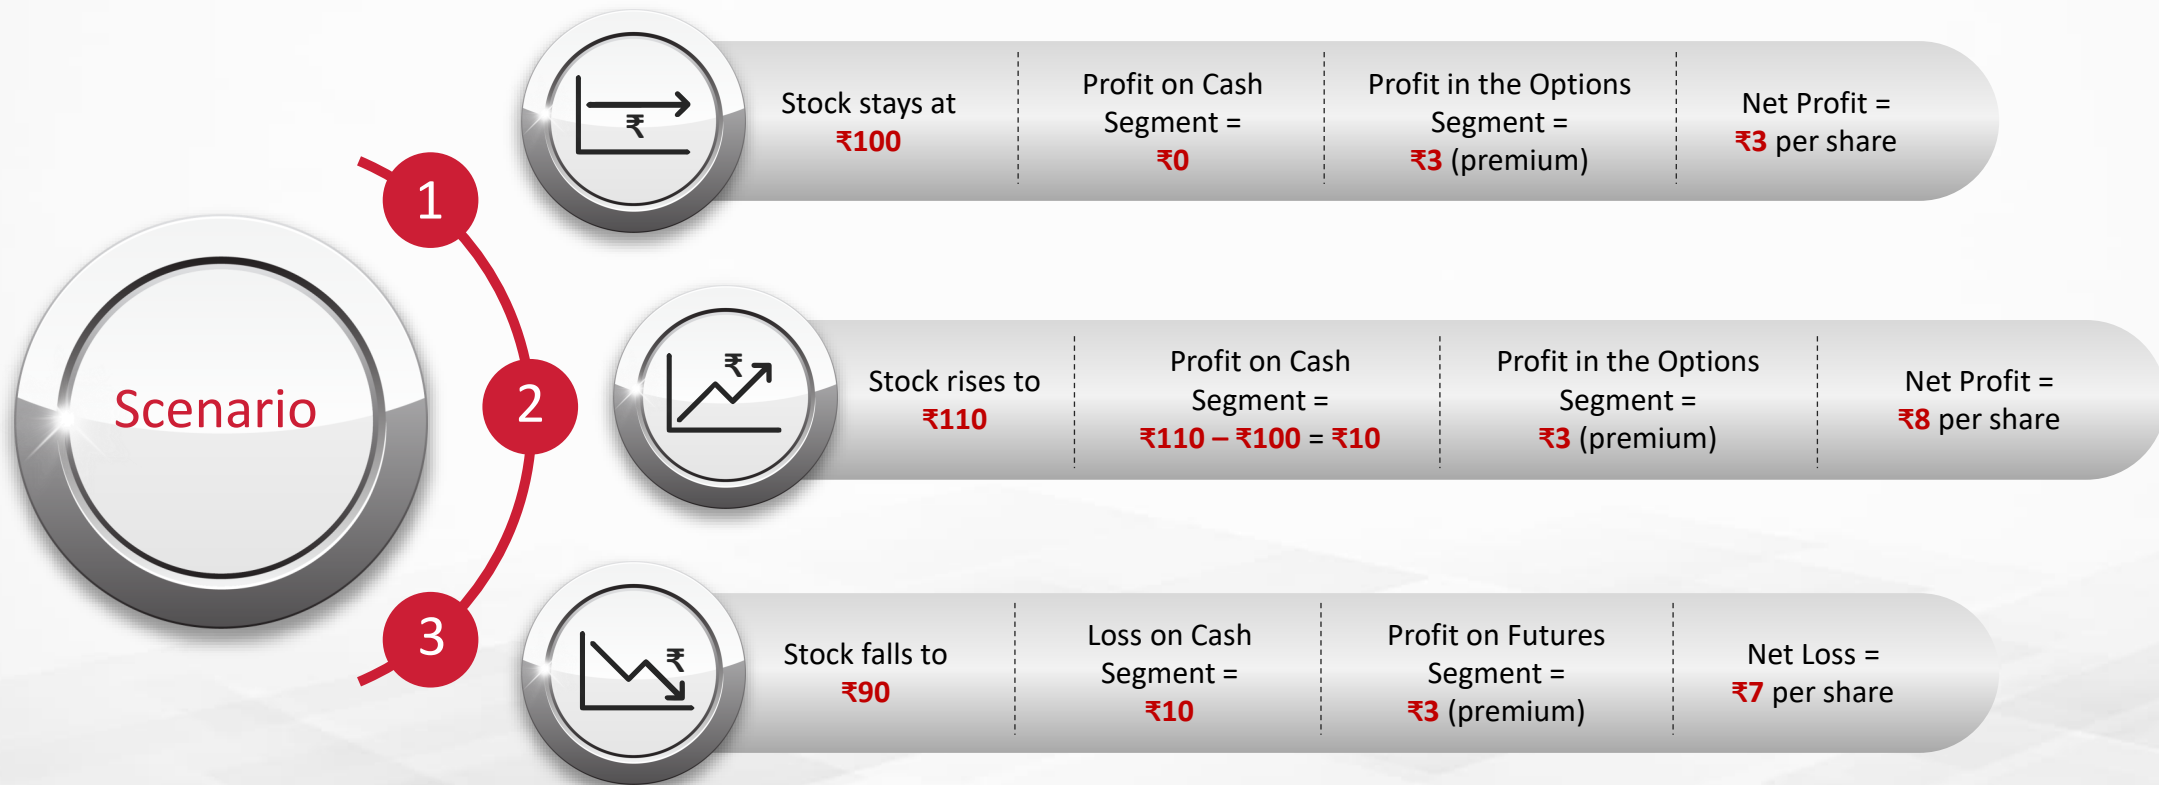 Scenario
1
₹
Stock stays at
₹100
Profit on Cash
Segment =
₹0
Profit in the Options
Segment =
₹3 (premium)
Net Profit =
₹3 per share
2
₹
Stock rises to
₹110
Profit on Cash
Segment =
₹110 – ₹100 = ₹10
Profit in the Options
Segment =
₹3 (premium)
Net Profit =
₹8 per share
3
₹
Stock falls to
₹90
Loss on Cash
Segment =
₹10
Profit on Futures
Segment =
₹3 (premium)
Net Loss =
₹7 per share